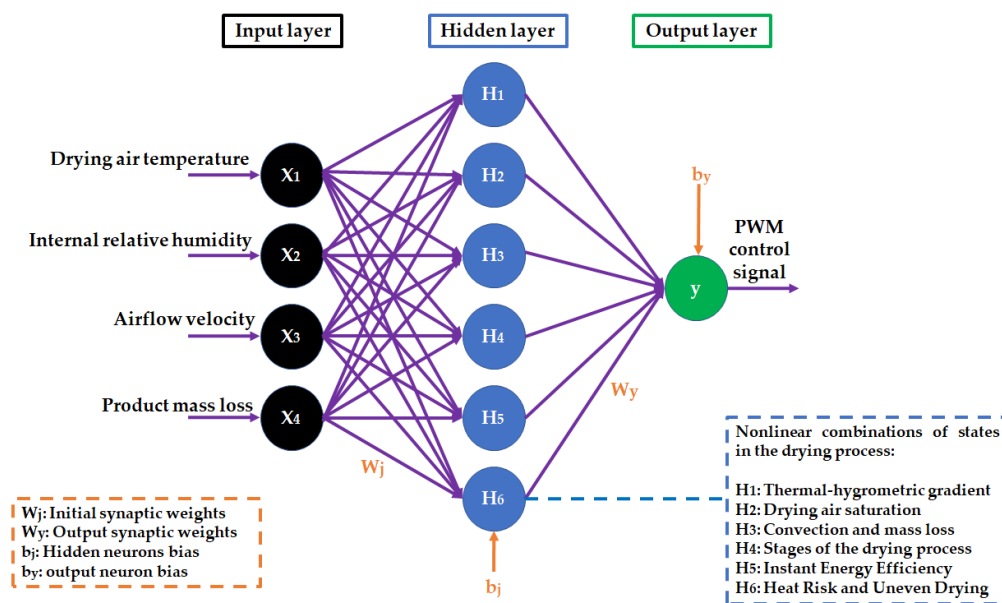 Input layer
Hidden layer
Output layer
Drying air temperature
Internal relative humidity
Airflow velocity
Product mass loss
X1
X2
X3
X4
H1
H2
H3
H4
H5
H6
Wj
bj
Wy
by
y
PWM
control
signal
Wj: Initial synaptic weights
Wy: Output synaptic weights
bj: Hidden neurons bias
by: output neuron bias
Nonlinear combinations of states
in the drying process:
H1: Thermal-hygrometric gradient
H2: Drying air saturation
H3: Convection and mass loss
H4: Stages of the drying process
H5: Instant Energy Efficiency
H6: Heat Risk and Uneven Drying